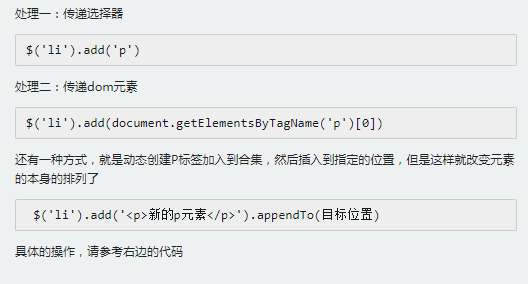 处理一：传递选择器
$('li').add('p')
处理二：传递dom元素
$('li').add(document.getElementsByTagName('p')[0])
还有一种方式，就是动态创建P标签加入到合集，然后插入到指定的位置，但是这样就改变元素
的本身的排列了
$('li').add('<p>新的p元素</p>').appendTo(目标位置)
具体的操作，请参考右边的代码